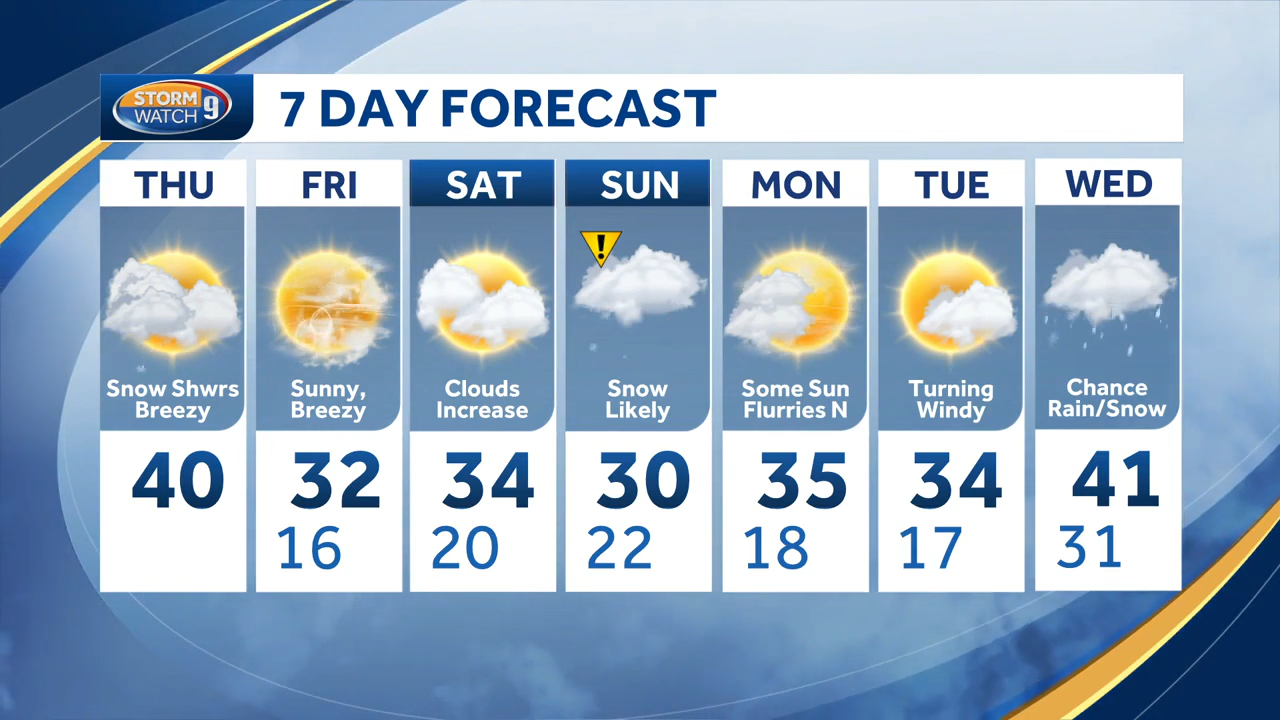 STORM
WATCH 9
7 DAY FORECAST
THU
FRI
SAT
SUN
MON
TUE
WED
!
Snow Shwrs
Breezy
Sunny,
Breezy
Clouds
Increase
Snow
Likely
Some Sun
Flurries N
Turning
Windy
Chance
Rain/Snow
40
32
34
30
35
34
41
16
20
22
18
17
31